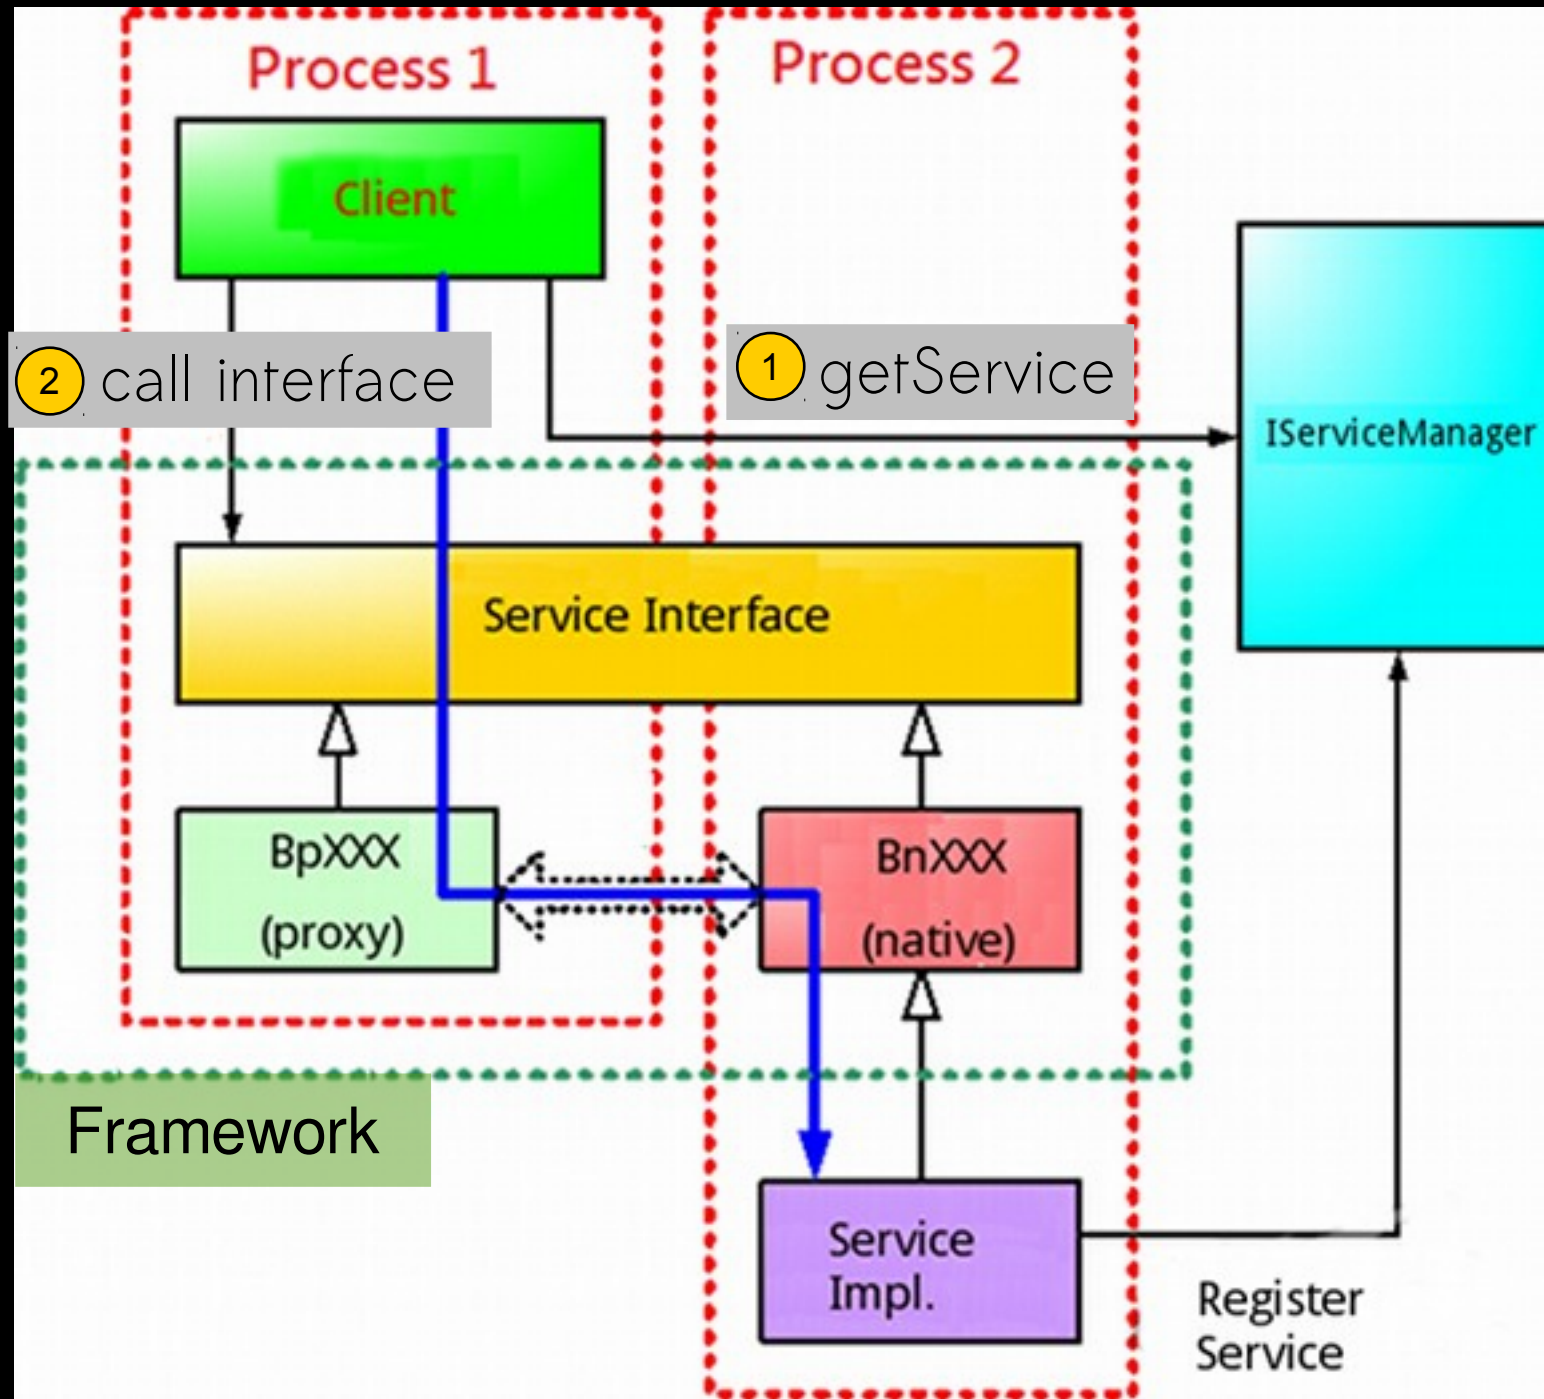 Process 1
Process 2
Client
2 call interface
1 getService
IServiceManager
Service Interface
BpXXX
(proxy)
BnXXX
(native)
Framework
Service
Impl.
Register
Service